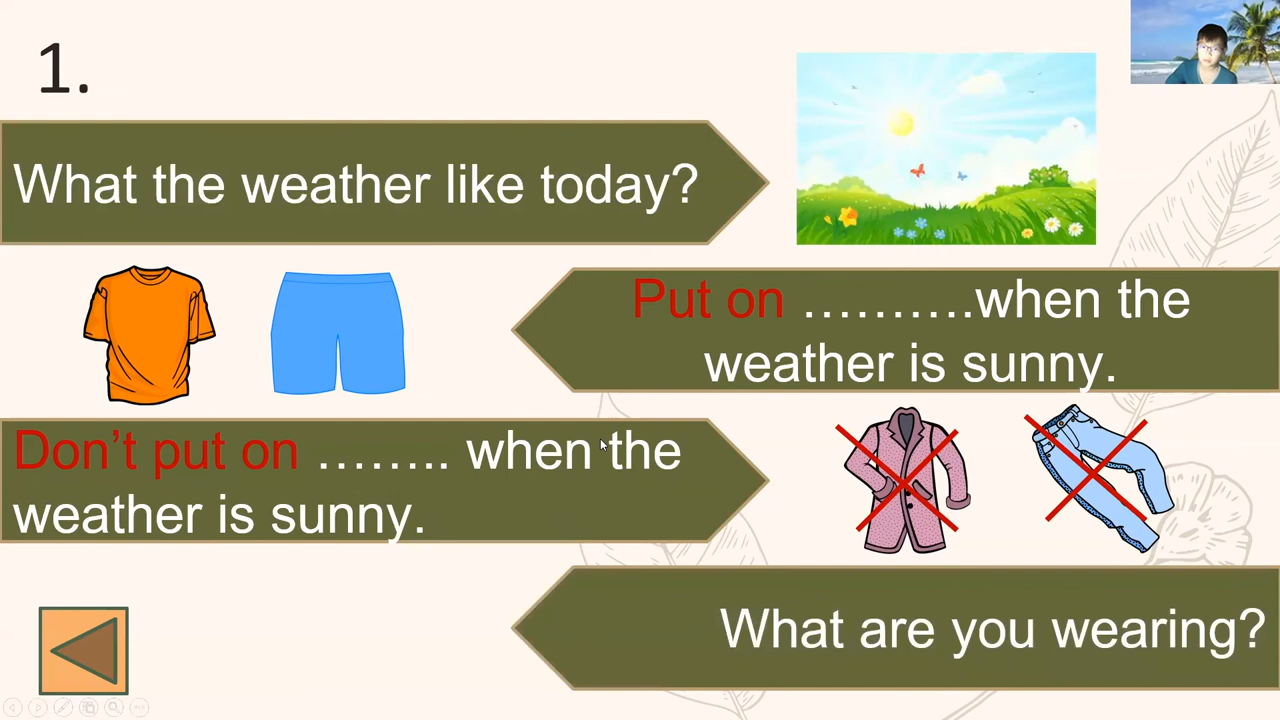 1.
What the weather like today?
Put on ……….when the
weather is sunny.
Don’t put on …….. when the
weather is sunny.
What are you wearing?